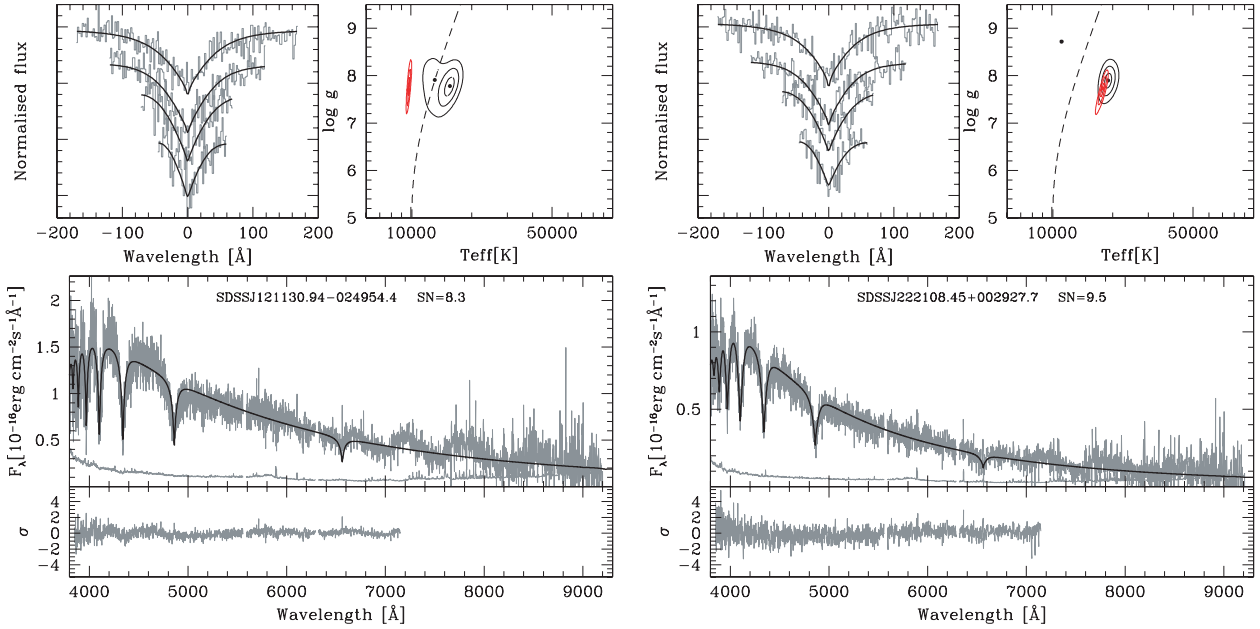 Normalised flux
−200 −100 0 100 200
Wavelength [Å]
log g
9
8
7
6
5
10000 50000
Teff[K]
Normalised flux
−200 −100 0 100 200
Wavelength [Å]
log g
9
8
7
6
5
10000 50000
Teff[K]
SDSSJ121130.94−024954.4 SN=8.3
Fλ[10⁻¹⁶erg cm⁻²s⁻¹Å⁻¹]
2
1.5
1
0.5
σ
4
2
0
−2
−4
4000 5000 6000 7000 8000 9000
Wavelength [Å]
SDSSJ222108.45+002927.7 SN=9.5
Fλ[10⁻¹⁶erg cm⁻²s⁻¹Å⁻¹]
1
0.5
σ
4
2
0
−2
−4
4000 5000 6000 7000 8000 9000
Wavelength [Å]